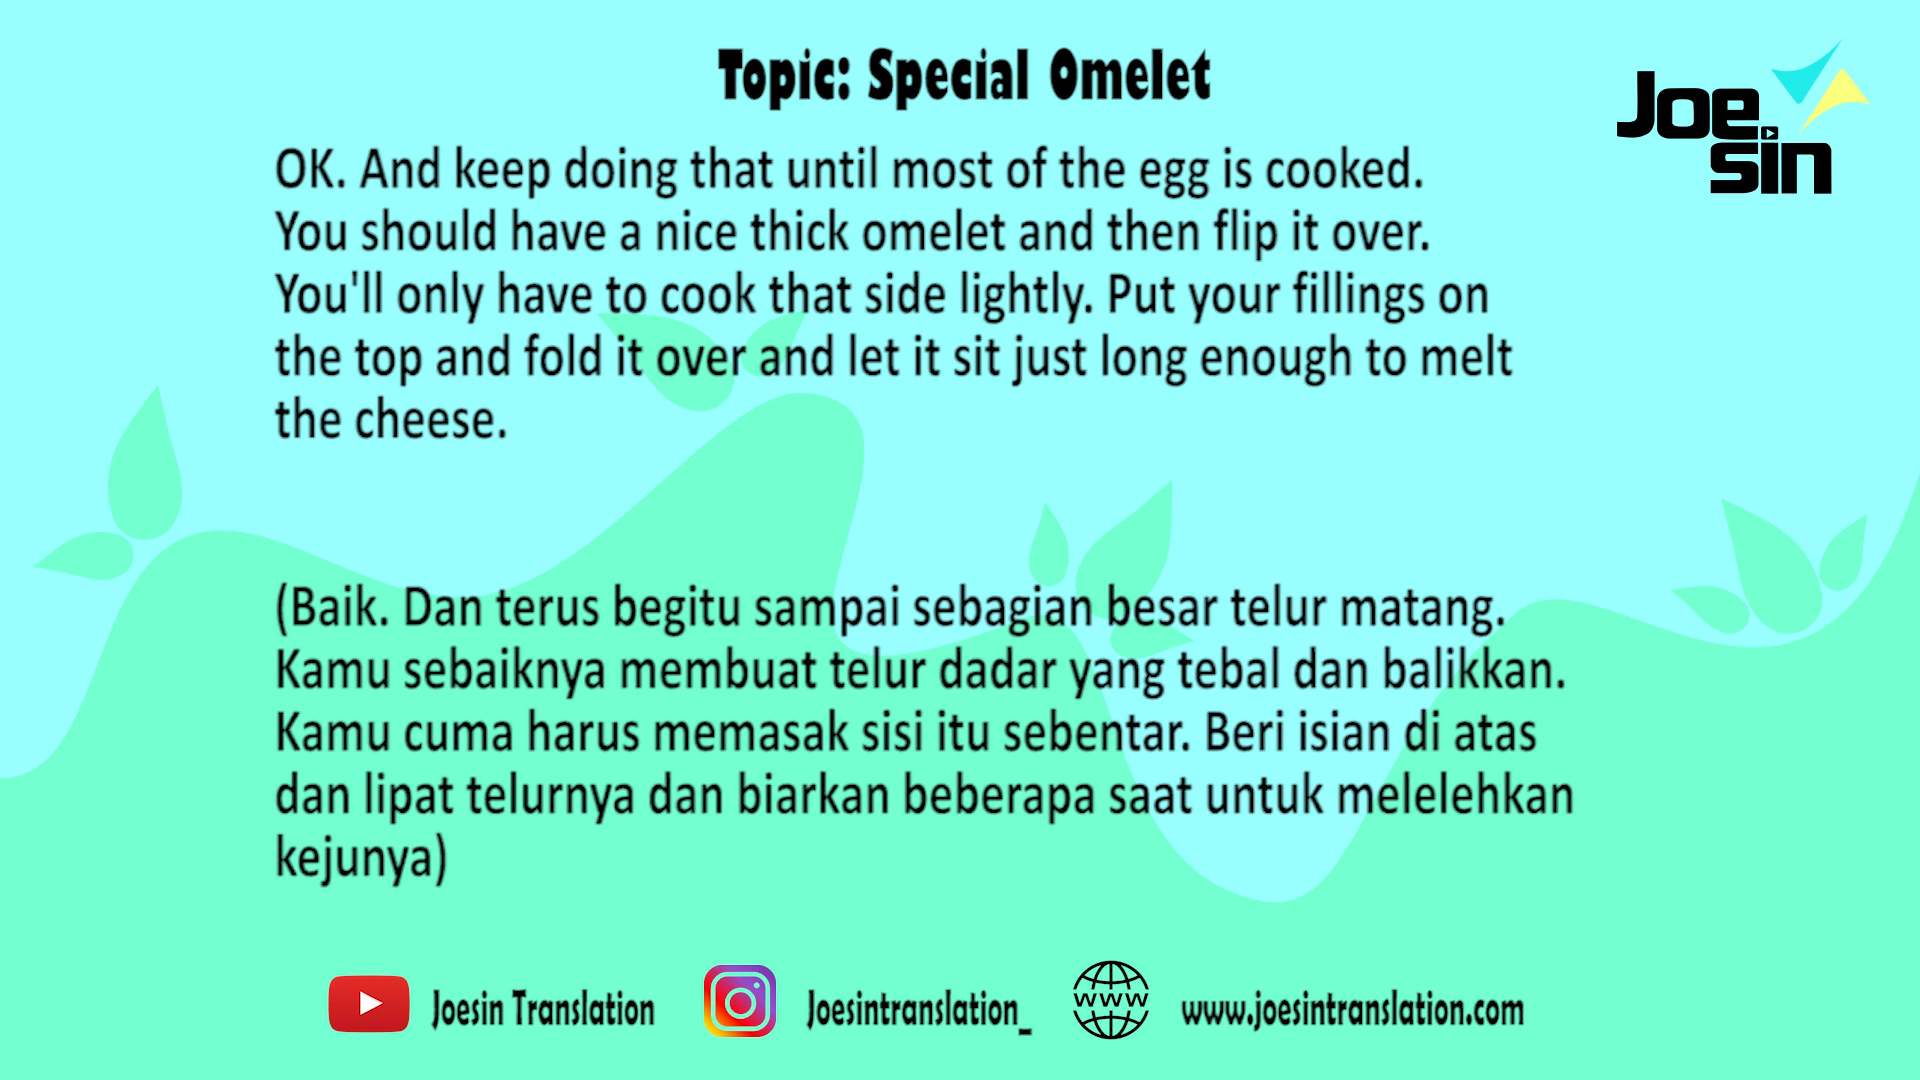 Topic: Special Omelet
Joe
sin
OK. And keep doing that until most of the egg is cooked.
You should have a nice thick omelet and then flip it over.
You'll only have to cook that side lightly. Put your fillings on
the top and fold it over and let it sit just long enough to melt
the cheese.
(Baik. Dan terus begitu sampai sebagian besar telur matang.
Kamu sebaiknya membuat telur dadar yang tebal dan balikkan.
Kamu cuma harus memasak sisi itu sebentar. Beri isian di atas
dan lipat telurnya dan biarkan beberapa saat untuk melelehkan
kejunya)
Joesin Translation
Joesintranslation_
www
www.joesintranslation.com